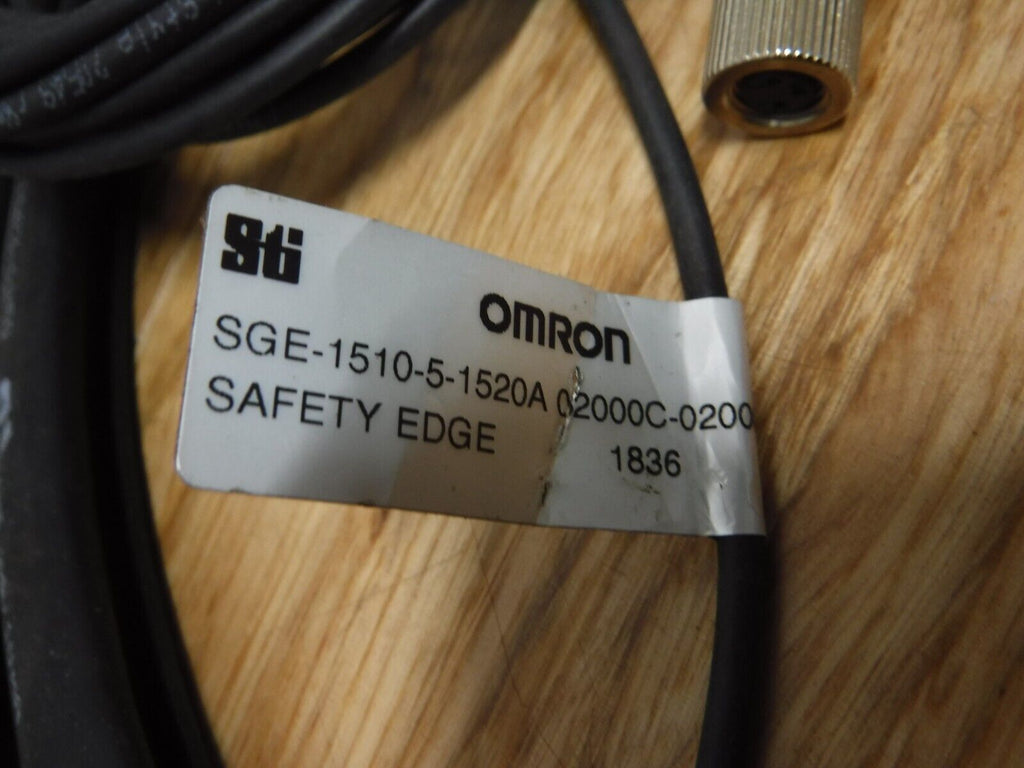 Sti
OMRON
SGE-1510-5-1520A 02000C-0200
SAFETY EDGE
1836